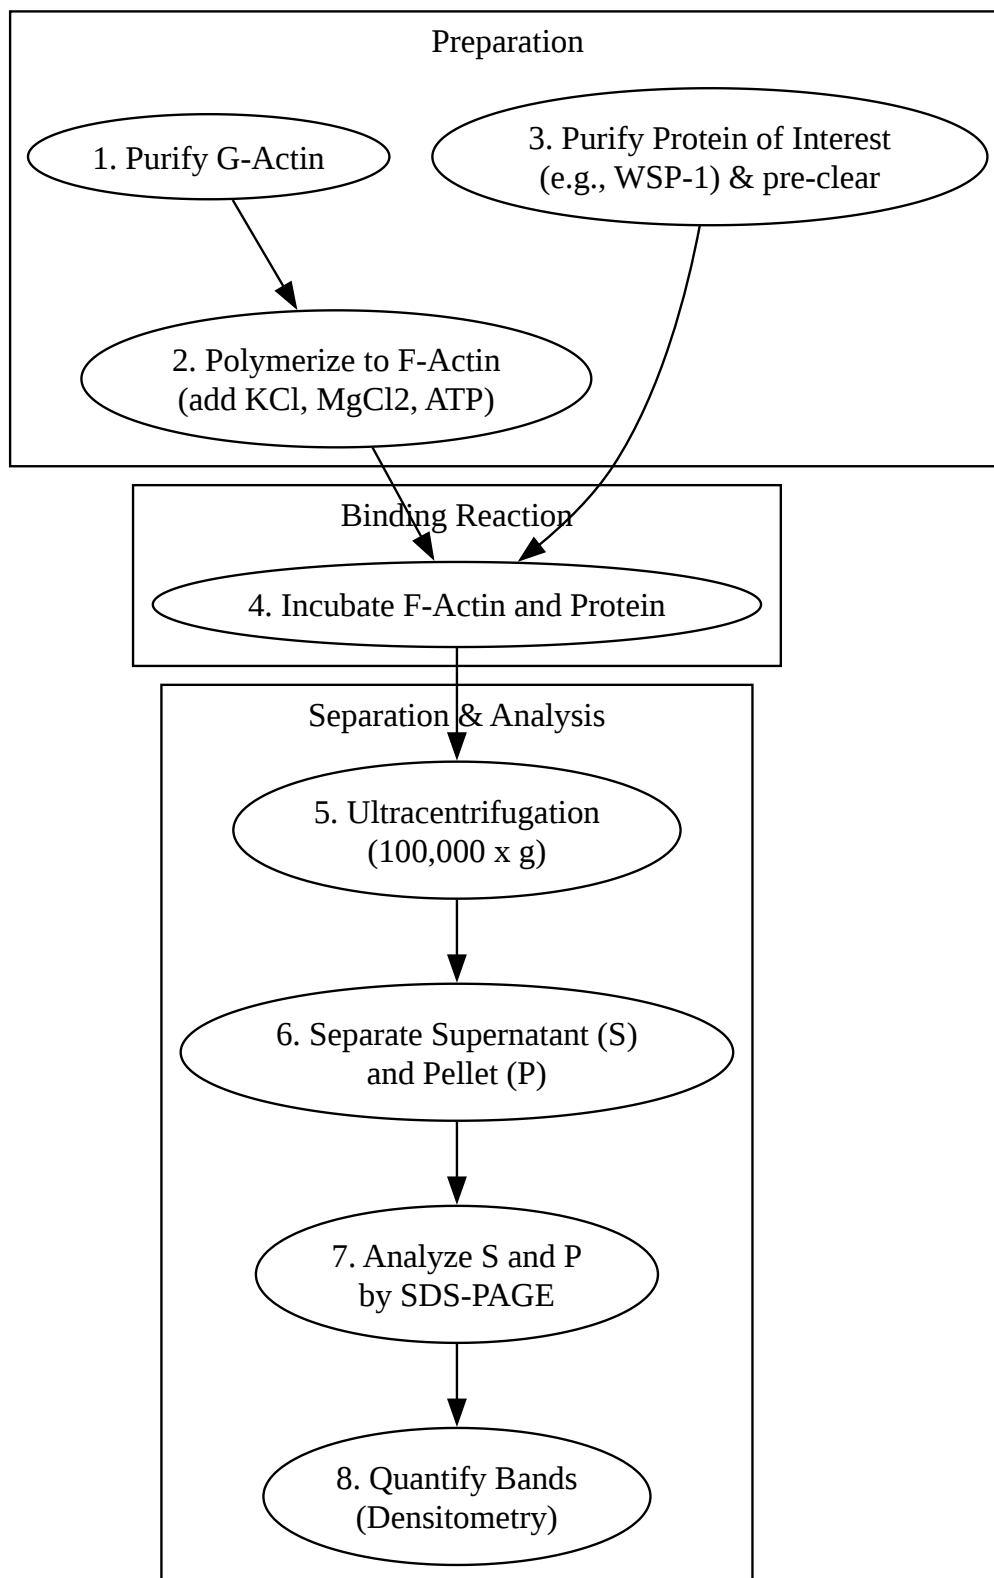 Preparation
1. Purify G-Actin
3. Purify Protein of Interest
(e.g., WSP-1) & pre-clear
2. Polymerize to F-Actin
(add KCl, MgCl2, ATP)
Binding Reaction
4. Incubate F-Actin and Protein
Separation & Analysis
5. Ultracentrifugation
(100,000 x g)
6. Separate Supernatant (S)
and Pellet (P)
7. Analyze S and P
by SDS-PAGE
8. Quantify Bands
(Densitometry)